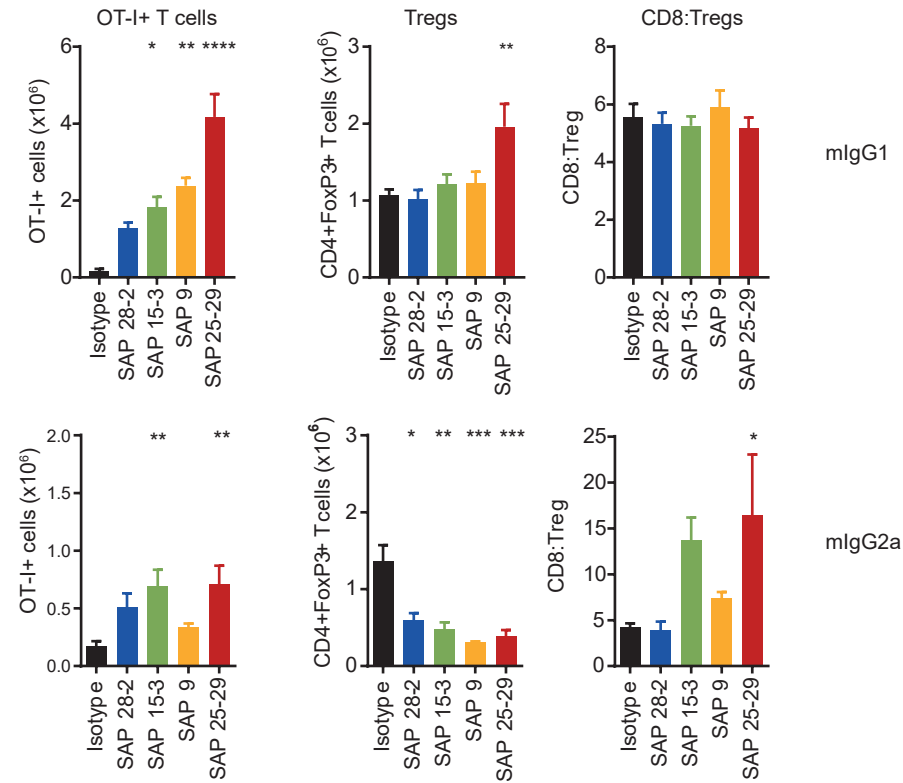 OT-I+ T cells
Tregs
CD8:Tregs
OT-I+ cells (x10⁶)
6
4
2
0
* ** ****
Isotype
SAP 28-2
SAP 15-3
SAP 9
SAP 25-29
CD4+FoxP3+ T cells (x10⁶)
3
2
1
0
**
Isotype
SAP 28-2
SAP 15-3
SAP 9
SAP 25-29
CD8:Treg
8
6
4
2
0
Isotype
SAP 28-2
SAP 15-3
SAP 9
SAP 25-29
mIgG1
OT-I+ cells (x10⁶)
2.0
1.5
1.0
0.5
0.0
** **
Isotype
SAP 28-2
SAP 15-3
SAP 9
SAP 25-29
CD4+FoxP3+ T cells (x10⁶)
3
2
1
0
* ** *** ***
Isotype
SAP 28-2
SAP 15-3
SAP 9
SAP 25-29
CD8:Treg
25
20
15
10
5
0
*
Isotype
SAP 28-2
SAP 15-3
SAP 9
SAP 25-29
mIgG2a